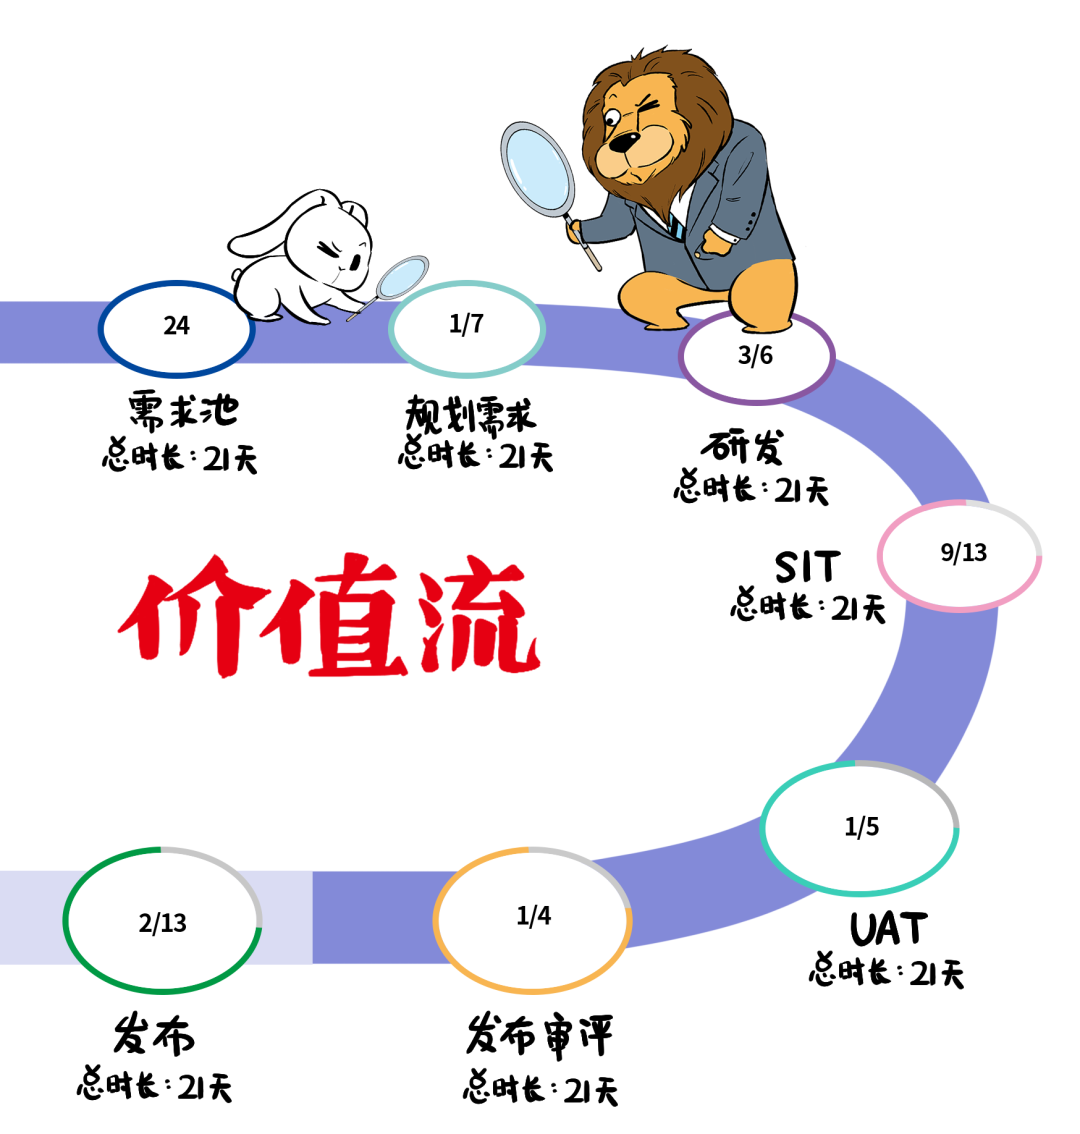 24
需求池
总时长：21天
1/7
规划需求
总时长：21天
3/6
研发
总时长：21天
9/13
SIT
总时长：21天
价值流
1/5
UAT
总时长：21天
1/4
发布审评
总时长：21天
2/13
发布
总时长：21天